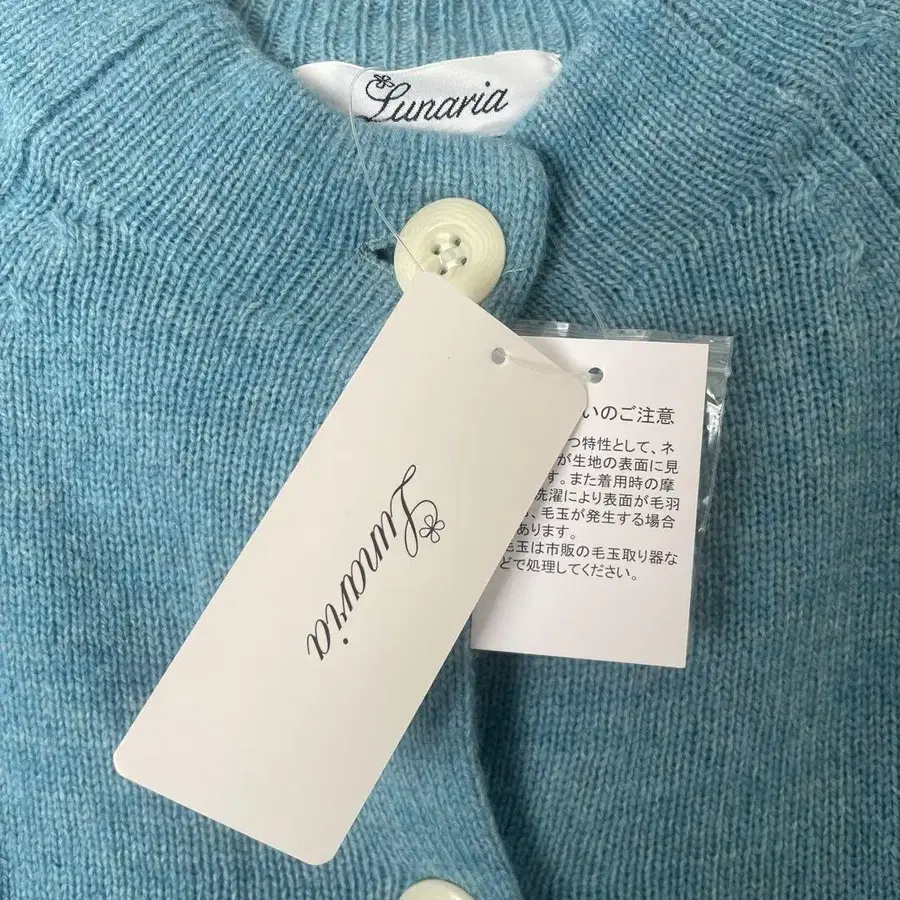 Lunaria
Lunaria
いのご注意
つ特性として、ネ
が生地の表面に見
す。また着用時の摩
洗濯により表面が毛羽
、毛玉が発生する場合
あります。
毛玉は市販の毛玉取り器な
どで処理してください。